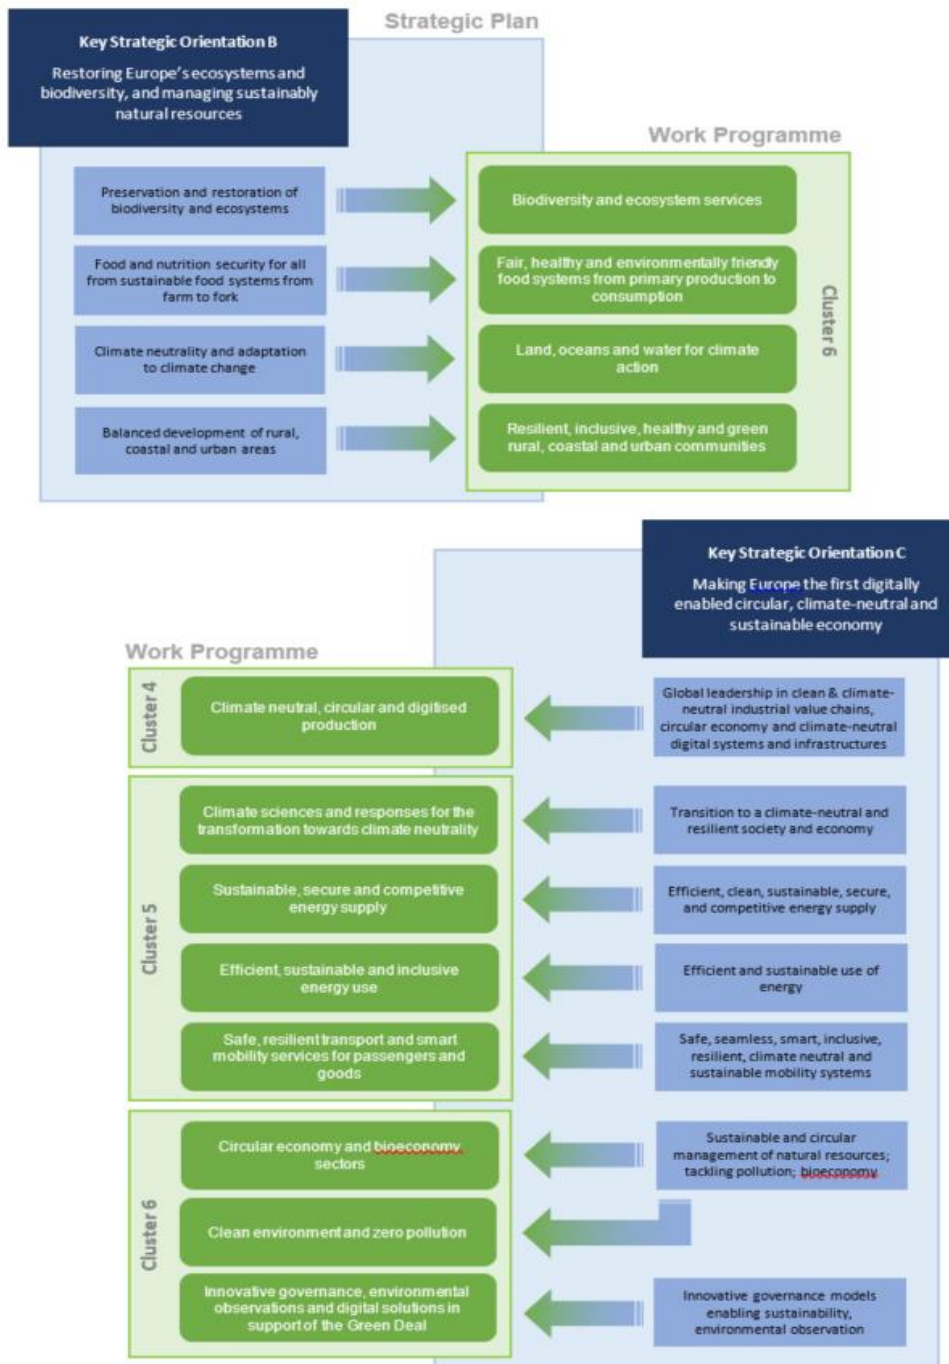 Strategic Plan
Key Strategic Orientation B
Restoring Europe's ecosystems and
biodiversity, and managing sustainably
natural resources
Work Programme
Preservation and restoration of
biodiversity and ecosystems
Biodiversity and ecosystem services
Food and nutrition security for all
from sustainable food systems from
farm to fork
Fair, healthy and environmentally friendly
food systems from primary production to
consumption
Climate neutrality and adaptation
to climate change
Land, oceans and water for climate
action
Balanced development of rural,
coastal and urban areas
Resilient, inclusive, healthy and green
rural, coastal and urban communities
Cluster 6
Key Strategic Orientation C
Making Europe the first digitally
enabled circular, climate-neutral and
sustainable economy
Work Programme
Cluster 4
Climate neutral, circular and digitised
production
Global leadership in clean & climate-
neutral industrial value chains,
circular economy and climate-neutral
digital systems and infrastructures
Cluster 5
Climate sciences and responses for the
transformation towards climate neutrality
Transition to a climate-neutral and
resilient society and economy
Sustainable, secure and competitive
energy supply
Efficient, clean, sustainable, secure,
and competitive energy supply
Efficient, sustainable and inclusive
energy use
Efficient and sustainable use of
energy
Safe, resilient transport and smart
mobility services for passengers and
goods
Safe, seamless, smart, inclusive,
resilient, climate neutral and
sustainable mobility systems
Cluster 6
Circular economy and bioeconomy
sectors
Sustainable and circular
management of natural resources;
tackling pollution; bioeconomy
Clean environment and zero pollution
Innovative governance, environmental
observations and digital solutions in
support of the Green Deal
Innovative governance models
enabling sustainability,
environmental observation